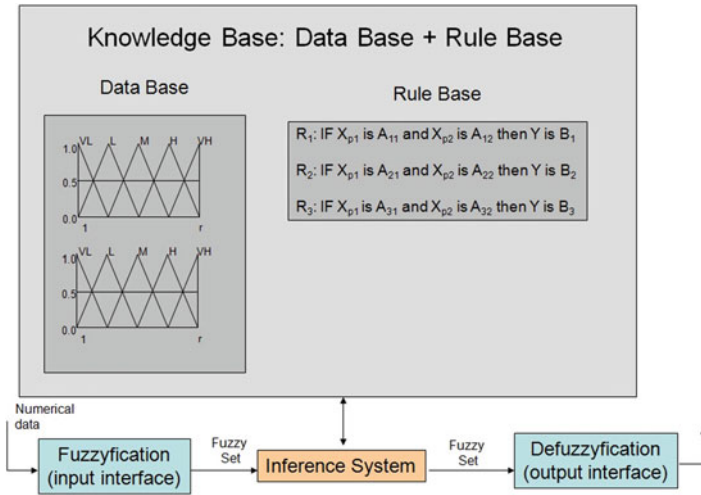 Knowledge Base: Data Base + Rule Base
Data Base
Rule Base
VL L M H VH
1.0
0.5
0.0
1 r
VL L M H VH
1.0
0.5
0.0
1 r
R1: IF Xp1 is A11 and Xp2 is A12 then Y is B1
R2: IF Xp1 is A21 and Xp2 is A22 then Y is B2
R3: IF Xp1 is A31 and Xp2 is A32 then Y is B3
Numerical
data
Fuzzyfication
(input interface)
Fuzzy
Set
Inference System
Fuzzy
Set
Defuzzyfication
(output interface)